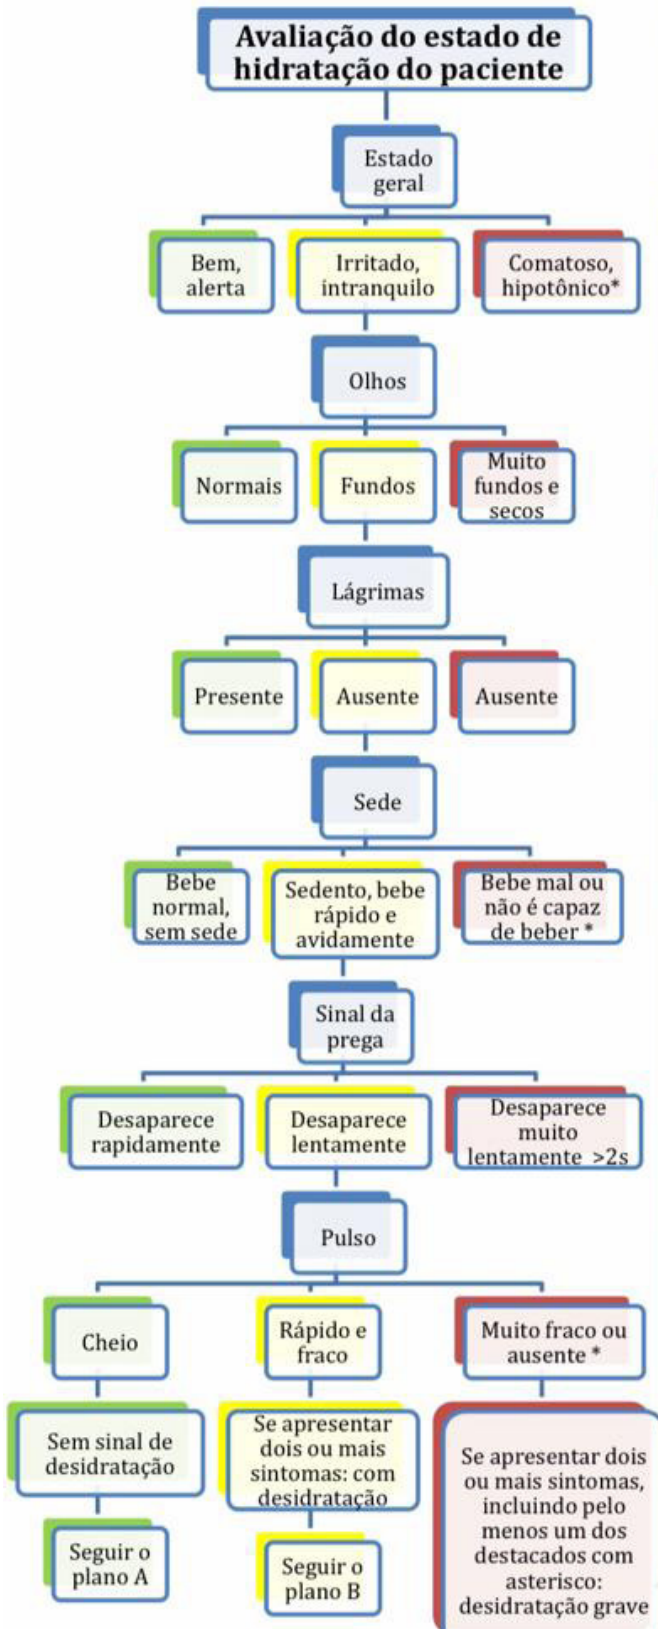 Avaliação do estado de
hidratação do paciente
Estado
geral
Bem,
alerta
Irritado,
intranquilo
Comatoso,
hipotônico*
Olhos
Normais
Fundos
Muito
fundos e
secos
Lágrimas
Presente
Ausente
Ausente
Sede
Bebe
normal,
sem sede
Sedento, bebe
rápido e
avidamente
Bebe mal ou
não é capaz
de beber *
Sinal da
prega
Desaparece
rapidamente
Desaparece
lentamente
Desaparece
muito
lentamente >2s
Pulso
Cheio
Rápido e
fraco
Muito fraco ou
ausente *
Sem sinal de
desidratação
Se apresentar
dois ou mais
sintomas: com
desidratação
Se apresentar dois
ou mais sintomas,
incluindo pelo
menos um dos
destacados com
asterisco:
desidratação grave
Seguir o
plano A
Seguir o
plano B